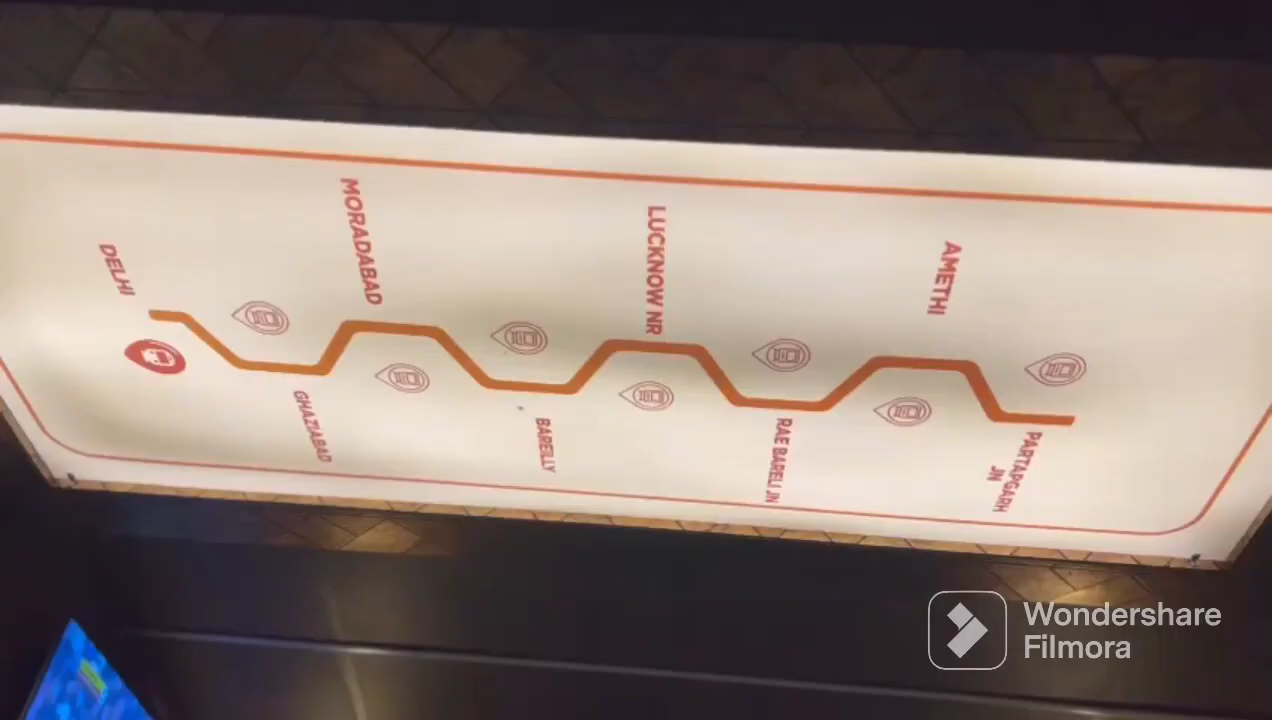 DELHI
GHAZIABAD
MORADABAD
BAREILLY
LUCKNOW NR
RAE BARELI JN
AMETHI
PARTAPGARH
JN
Wondershare
Filmora